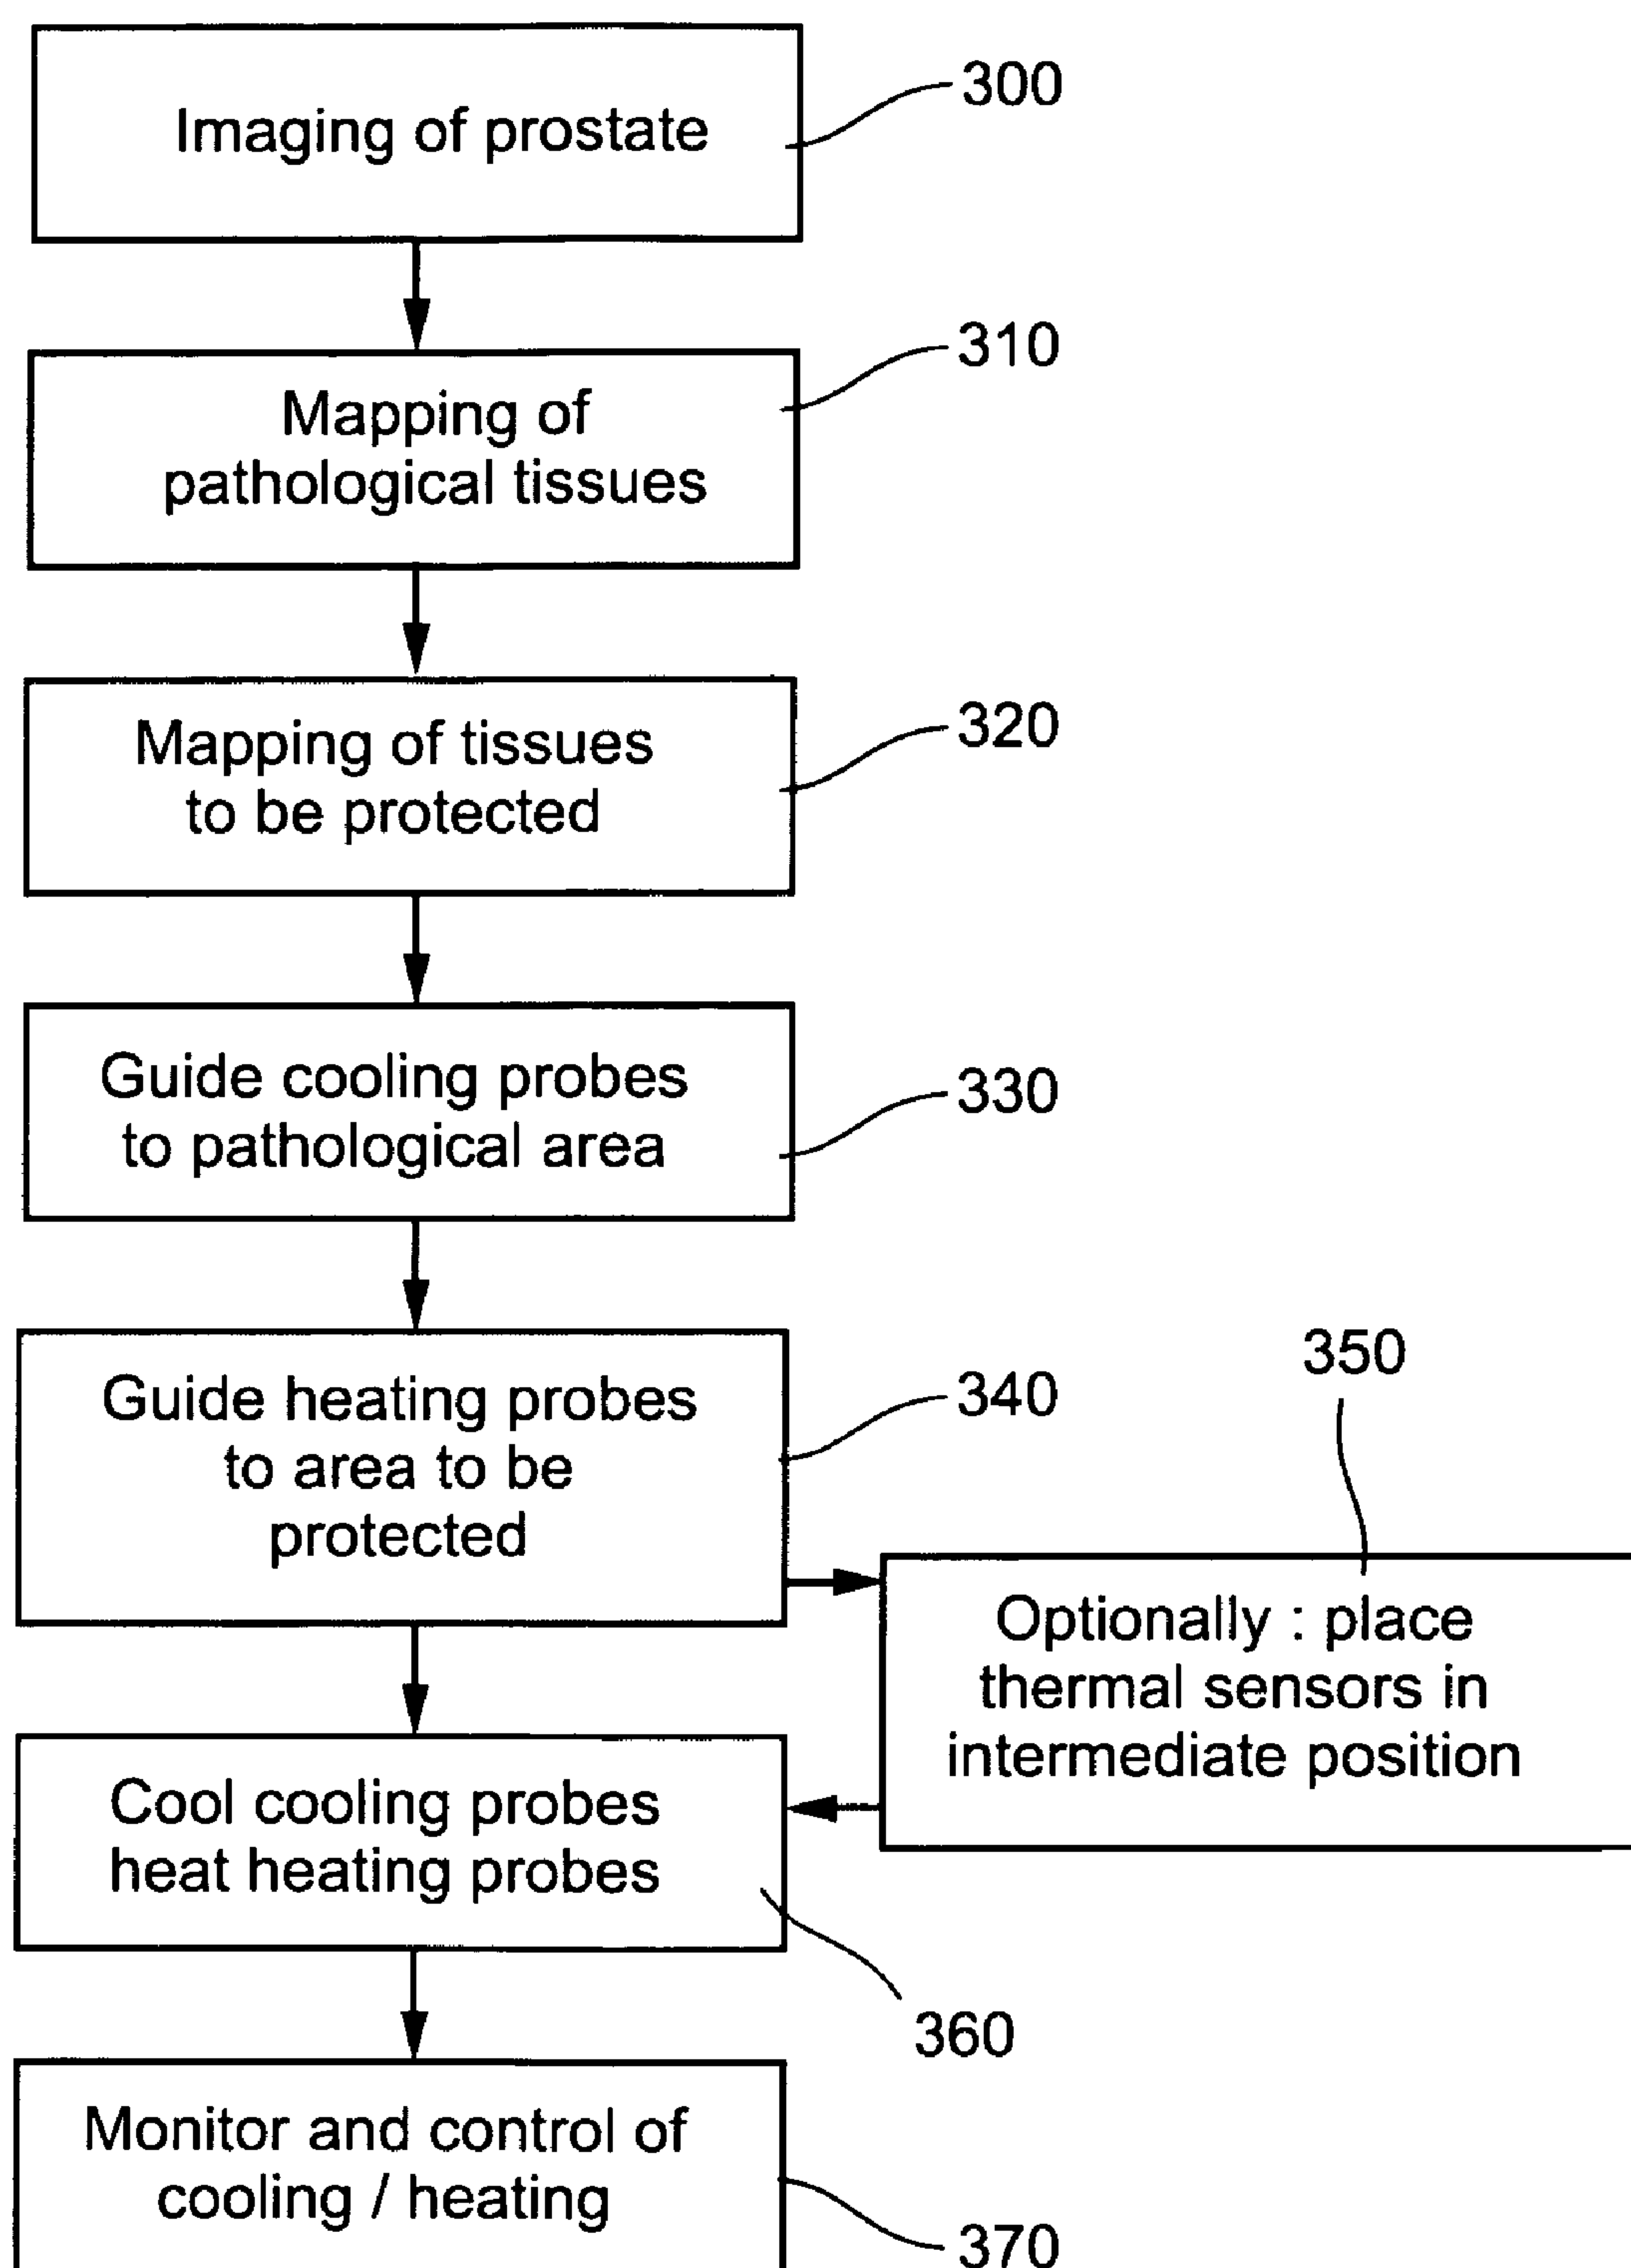 Imaging of prostate
300
Mapping of
pathological tissues
310
Mapping of tissues
to be protected
320
Guide cooling probes
to pathological area
330
Guide heating probes
to area to be
protected
340
350
Optionally : place
thermal sensors in
intermediate position
Cool cooling probes
heat heating probes
360
Monitor and control of
cooling / heating
370